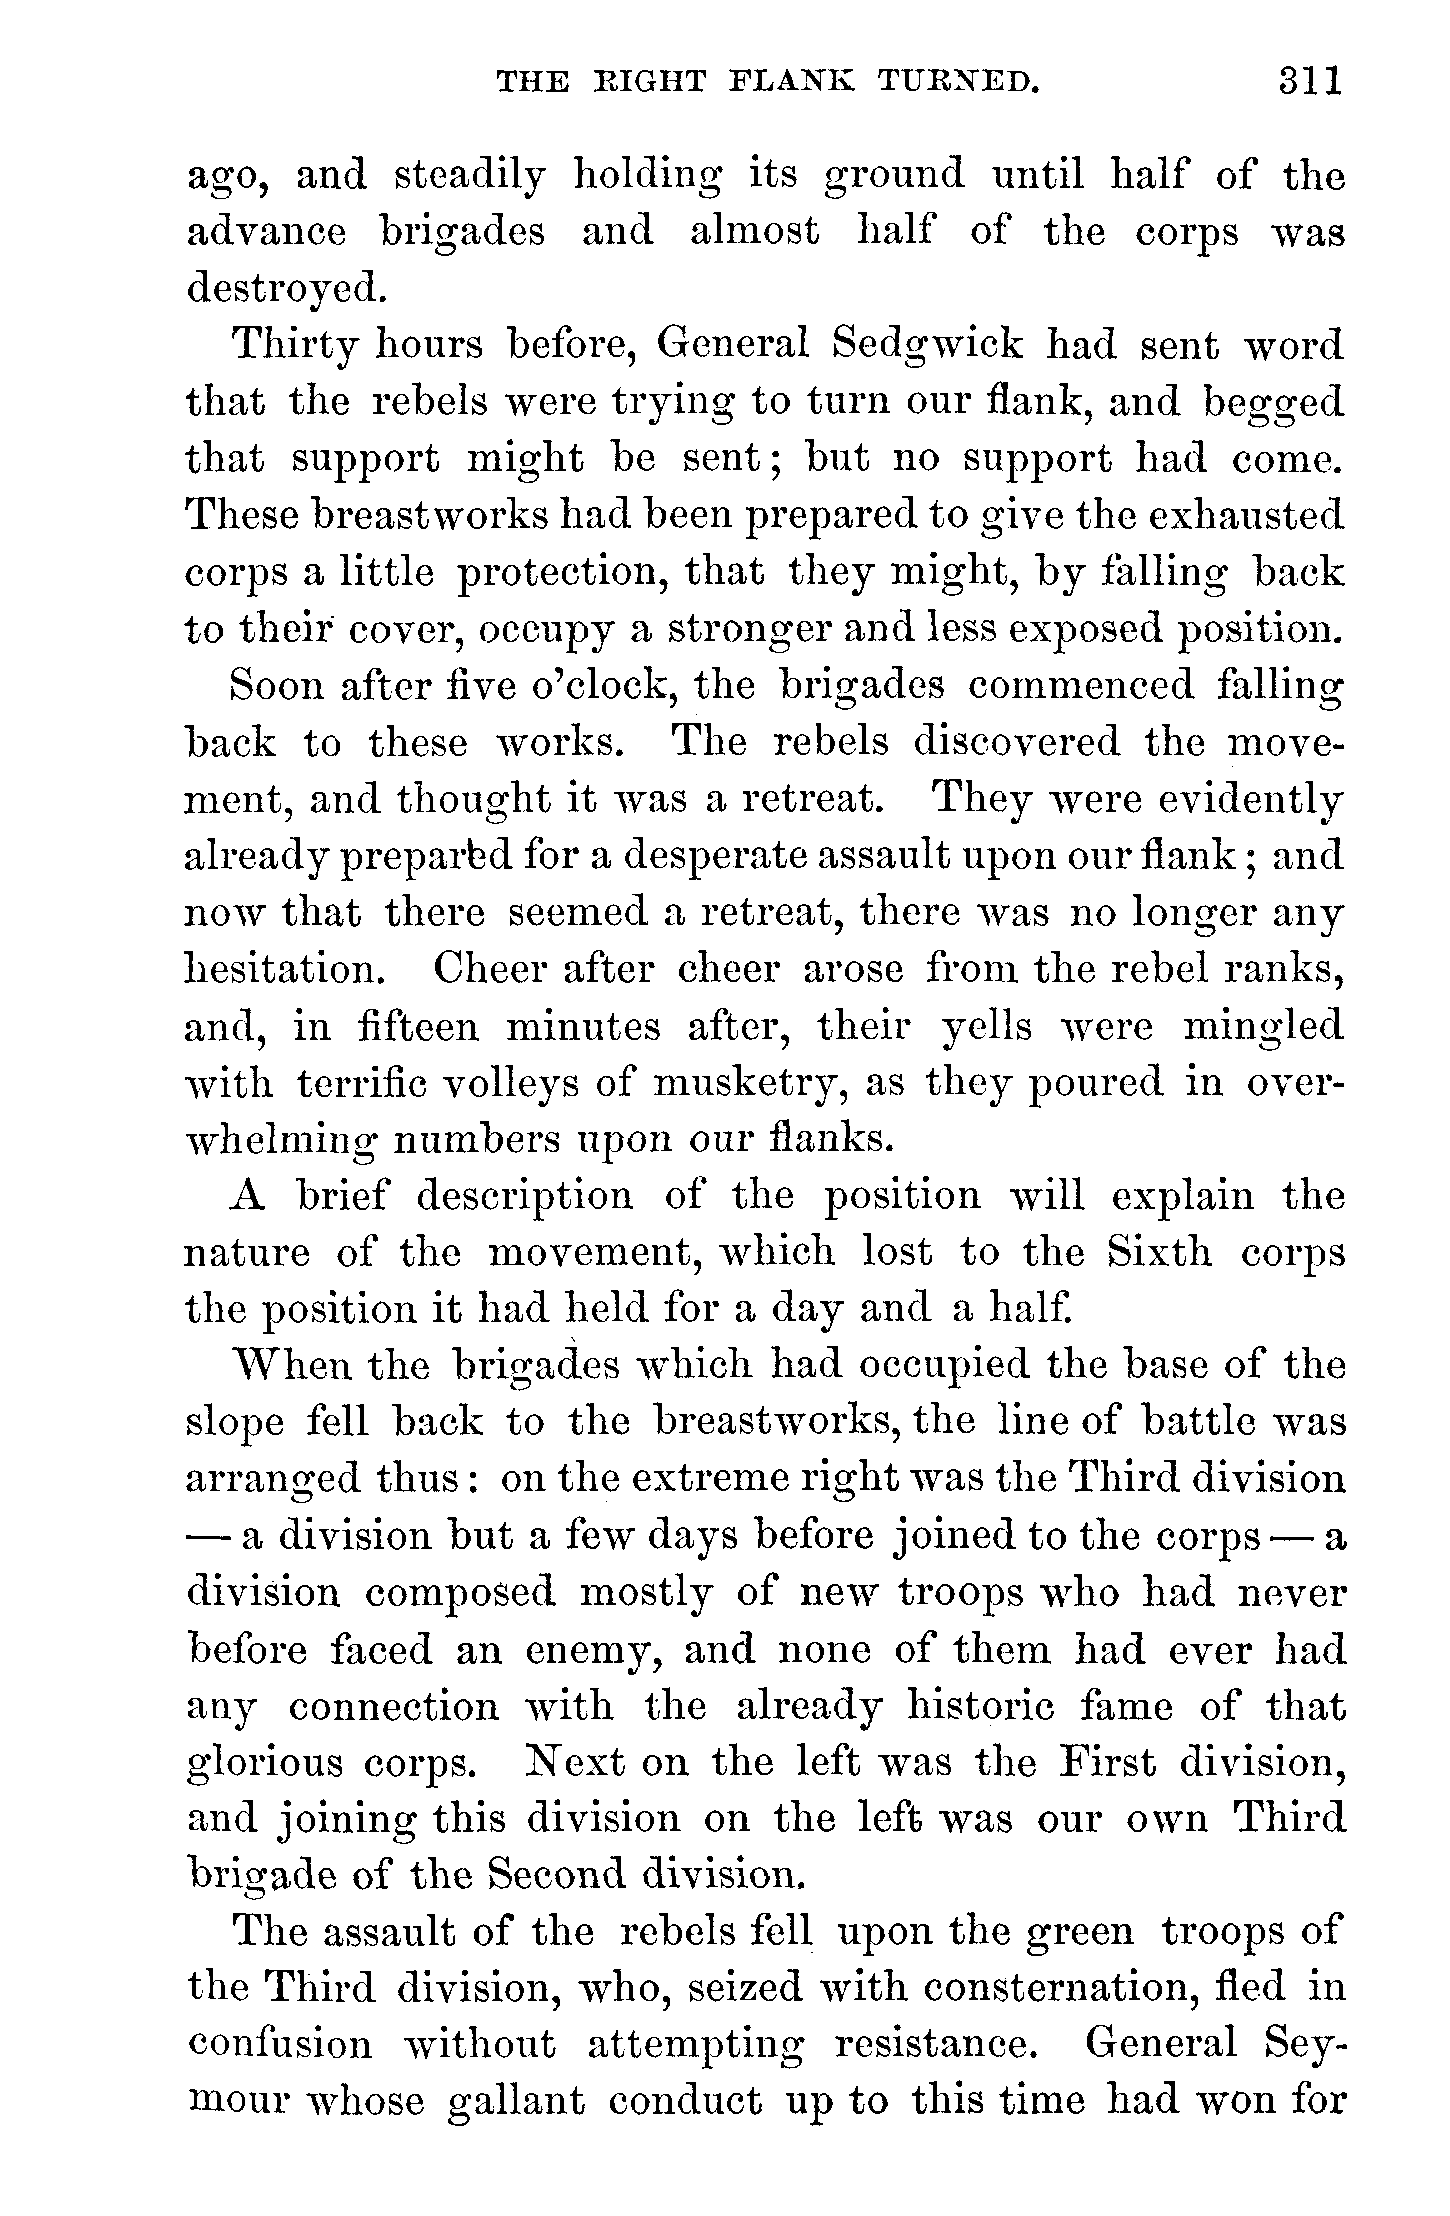 THE RIGHT FLANK TURNED. 311
ago, and steadily holding its ground until half of the
advance brigades and almost half of the corps was
destroyed.
Thirty hours before, General Sedgwick had sent word
that the rebels were trying to turn our flank, and begged
that support might be sent; but no support had come.
These breastworks had been prepared to give the exhausted
corps a little protection, that they might, by falling back
to their cover, occupy a stronger and less exposed position.
Soon after five o'clock, the brigades commenced falling
back to these works. The rebels discovered the move-
ment, and thought it was a retreat. They were evidently
already prepared for a desperate assault upon our flank; and
now that there seemed a retreat, there was no longer any
hesitation. Cheer after cheer arose from the rebel ranks,
and, in fifteen minutes after, their yells were mingled
with terrific volleys of musketry, as they poured in over-
whelming numbers upon our flanks.
A brief description of the position will explain the
nature of the movement, which lost to the Sixth corps
the position it had held for a day and a half.
When the brigades which had occupied the base of the
slope fell back to the breastworks, the line of battle was
arranged thus: on the extreme right was the Third division
— a division but a few days before joined to the corps — a
division composed mostly of new troops who had never
before faced an enemy, and none of them had ever had
any connection with the already historic fame of that
glorious corps. Next on the left was the First division,
and joining this division on the left was our own Third
brigade of the Second division.
The assault of the rebels fell upon the green troops of
the Third division, who, seized with consternation, fled in
confusion without attempting resistance. General Sey-
mour whose gallant conduct up to this time had won for